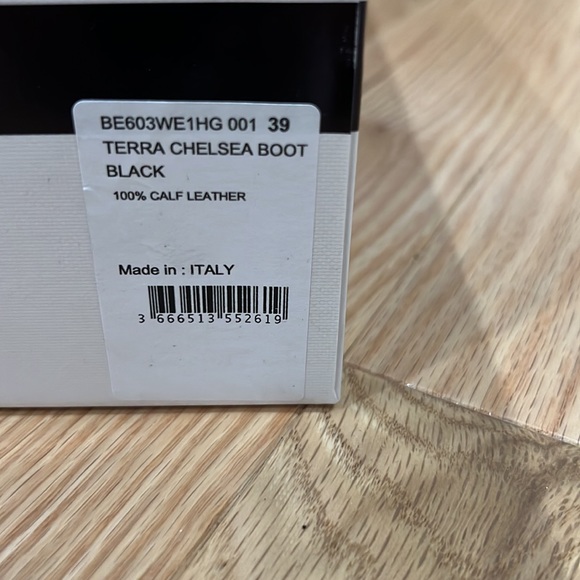 BE603WE1HG 001 39
TERRA CHELSEA BOOT
BLACK
100% CALF LEATHER
Made in : ITALY
3 666513 552619